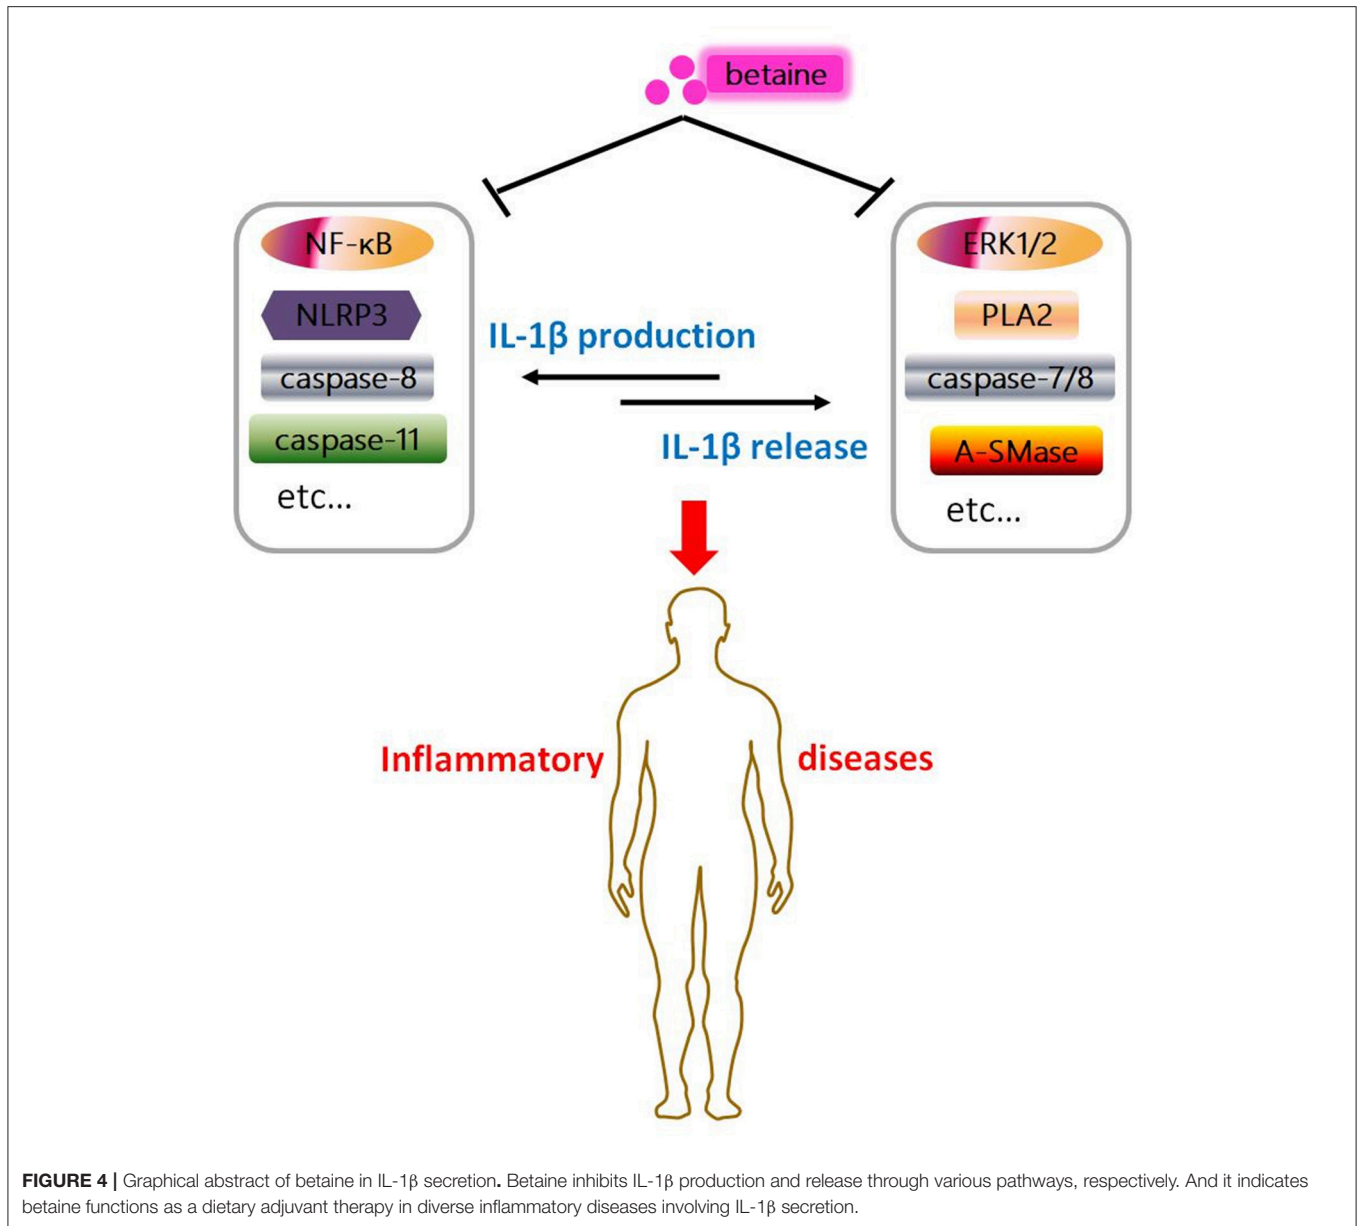 betaine
NF-κB
NLRP3
caspase-8
caspase-11
etc...
IL-1β production
IL-1β release
ERK1/2
PLA2
caspase-7/8
A-SMase
etc...
Inflammatory diseases
FIGURE 4 | Graphical abstract of betaine in IL-1β secretion. Betaine inhibits IL-1β production and release through various pathways, respectively. And it indicates
betaine functions as a dietary adjuvant therapy in diverse inflammatory diseases involving IL-1β secretion.